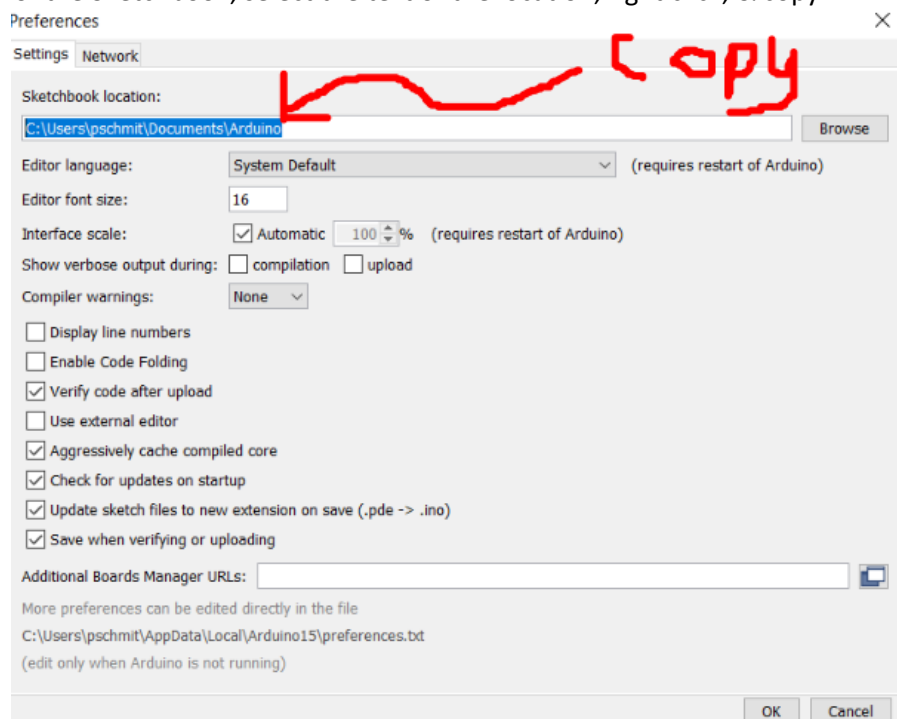 Preferences
Settings Network
copy
Sketchbook location:
C:\Users\pschmit\Documents\Arduino Browse
Editor language: System Default (requires restart of Arduino)
Editor font size: 16
Interface scale: Automatic 100 % (requires restart of Arduino)
Show verbose output during: compilation upload
Compiler warnings: None
Display line numbers
Enable Code Folding
Verify code after upload
Use external editor
Aggressively cache compiled core
Check for updates on startup
Update sketch files to new extension on save (.pde -> .ino)
Save when verifying or uploading
Additional Boards Manager URLs:
More preferences can be edited directly in the file
C:\Users\pschmit\AppData\Local\Arduino15\preferences.txt
(edit only when Arduino is not running)
OK Cancel